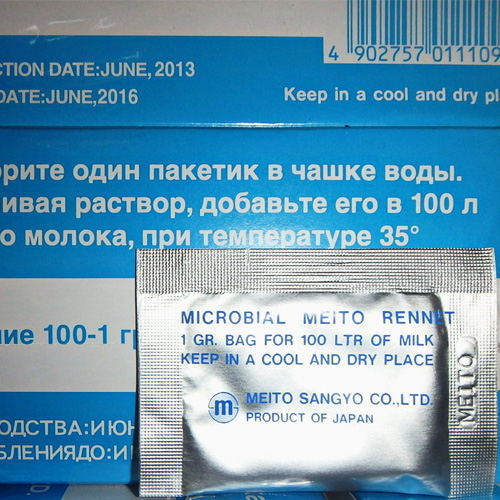 4 902757 011109
CTION DATE:JUNE, 2013
DATE:JUNE,2016
Keep in a cool and dry pl
орите один пакетик в чашке воды.
ивая раствор, добавьте его в 100 л
о молока, при температуре 35°
ние 100-1 г
MICROBIAL MEITO RENNET
1 GR. BAG FOR 100 LTR OF MILK
KEEP IN A COOL AND DRY PLACE
m MEITO SANGYO CO.,LTD.
PRODUCT OF JAPAN
MEITO
ОДСТВА:ИЮН
БЛЕНИЯДО:И